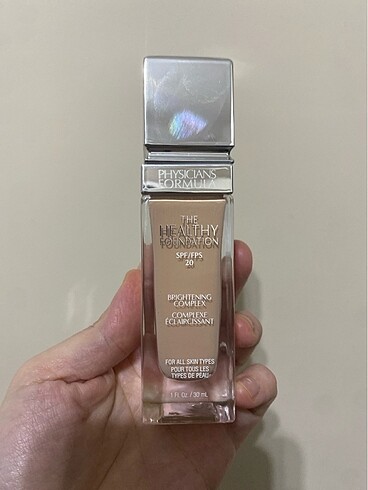 PHYSICIANS
FORMULA
THE
HEALTHY
FOUNDATION
SPF/FPS
20
BRIGHTENING
COMPLEX
COMPLEXE
ÉCLAIRCISSANT
FOR ALL SKIN TYPES
POUR TOUS LES
TYPES DE PEAU
1 Fl Oz / 30 mL